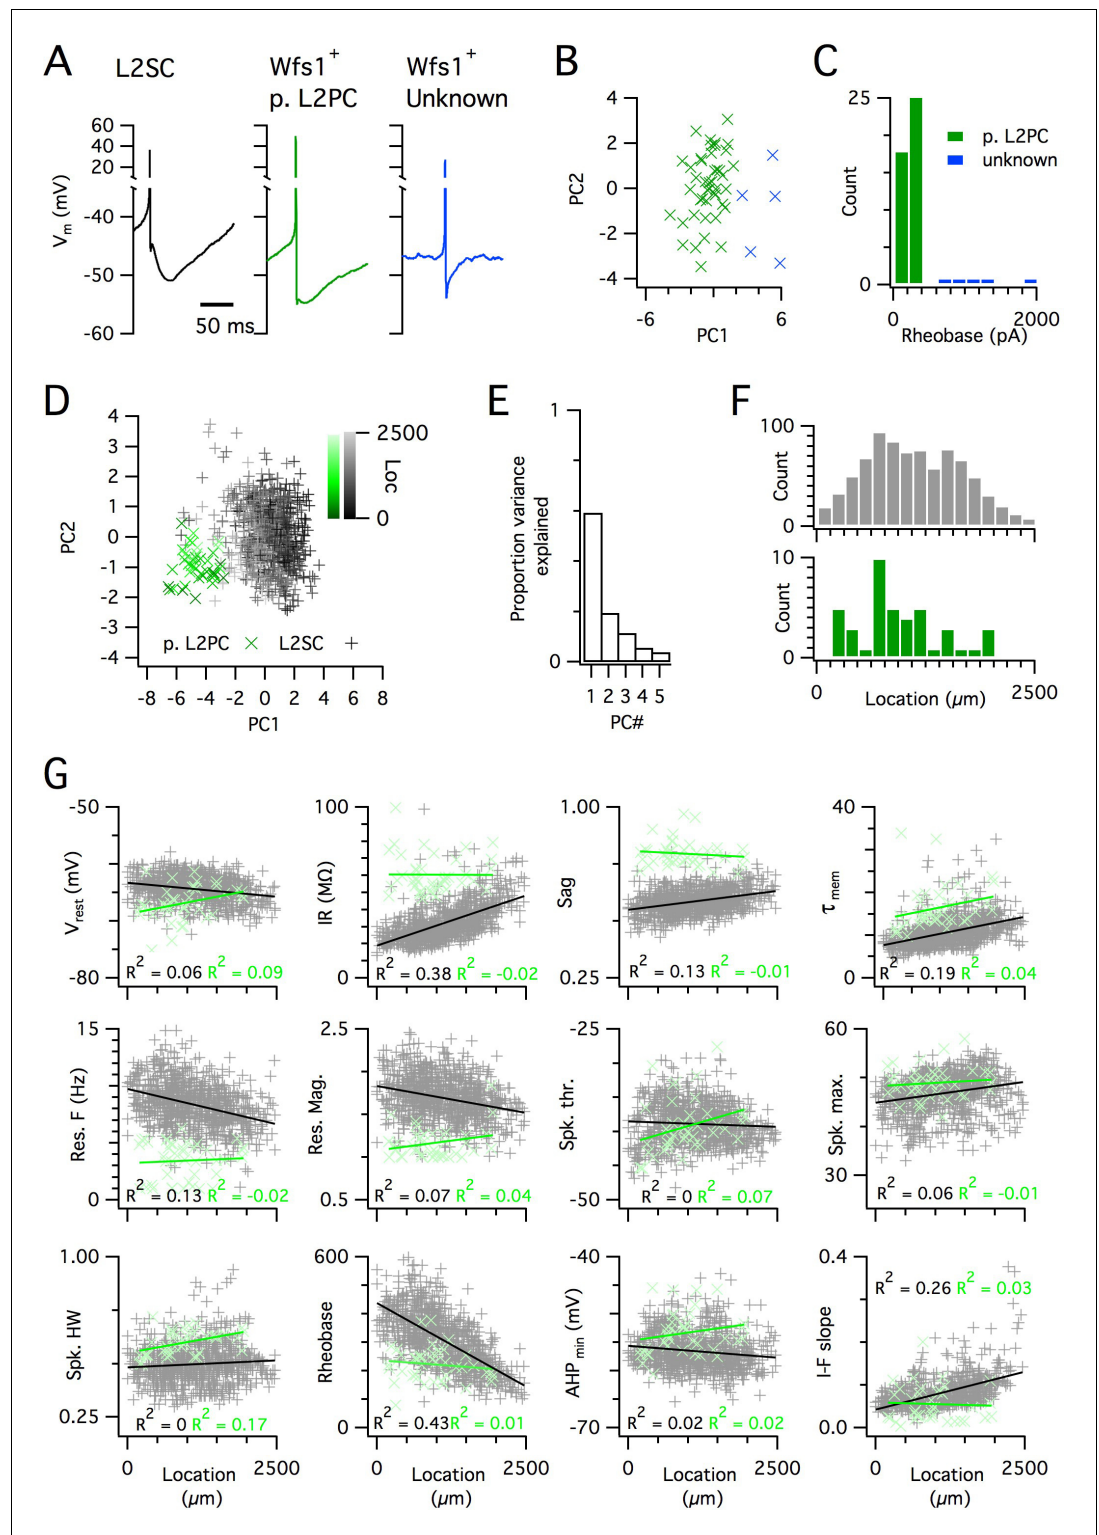 A
L2SC
Wfs1+
p. L2PC
Wfs1+
Unknown
60
40
20
-40
-50
-60
Vm (mV)
50 ms
B
4
2
0
-2
-4
PC2
-6
6
PC1
C
25
0
Count
p. L2PC
unknown
0
2000
Rheobase (pA)
D
4
3
2
1
0
-1
-2
-3
-4
PC2
2500
0
Loc
p. L2PC
L2SC
-8 -6 -4 -2 0 2 4 6 8
PC1
E
1
0
Proportion variance
explained
1 2 3 4 5
PC#
F
100
0
Count
10
0
Count
0
2500
Location (µm)
G
-50
-80
Vrest (mV)
R2 = 0.06 R2 = 0.09
100
0
IR (MΩ)
R2 = 0.38 R2 = -0.02
1.00
0.25
Sag
R2 = 0.13 R2 = -0.01
40
0
τmem
R2 = 0.19 R2 = 0.04
15
0
Res. F (Hz)
R2 = 0.13 R2 = -0.02
2.5
0.5
Res. Mag.
R2 = 0.07 R2 = 0.04
-25
-50
Spk. thr.
R2 = 0 R2 = 0.07
60
30
Spk. max.
R2 = 0.06 R2 = -0.01
1.00
0.25
Spk. HW
R2 = 0 R2 = 0.17
0
2500
Location
(µm)
600
0
Rheobase
R2 = 0.43 R2 = 0.01
0
2500
Location
(µm)
-40
-70
AHP min (mV)
R2 = 0.02 R2 = 0.02
0
2500
Location
(µm)
0.4
0.0
I-F slope
R2 = 0.26 R2 = 0.03
0
2500
Location
(µm)